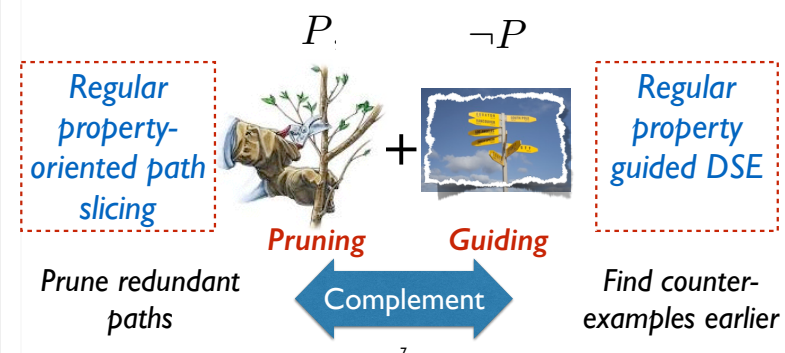 P.
¬P
Regular
property-
oriented path
slicing
+
Regular
property
guided DSE
Pruning
Guiding
Prune redundant
paths
Complement
Find counter-
examples earlier
7